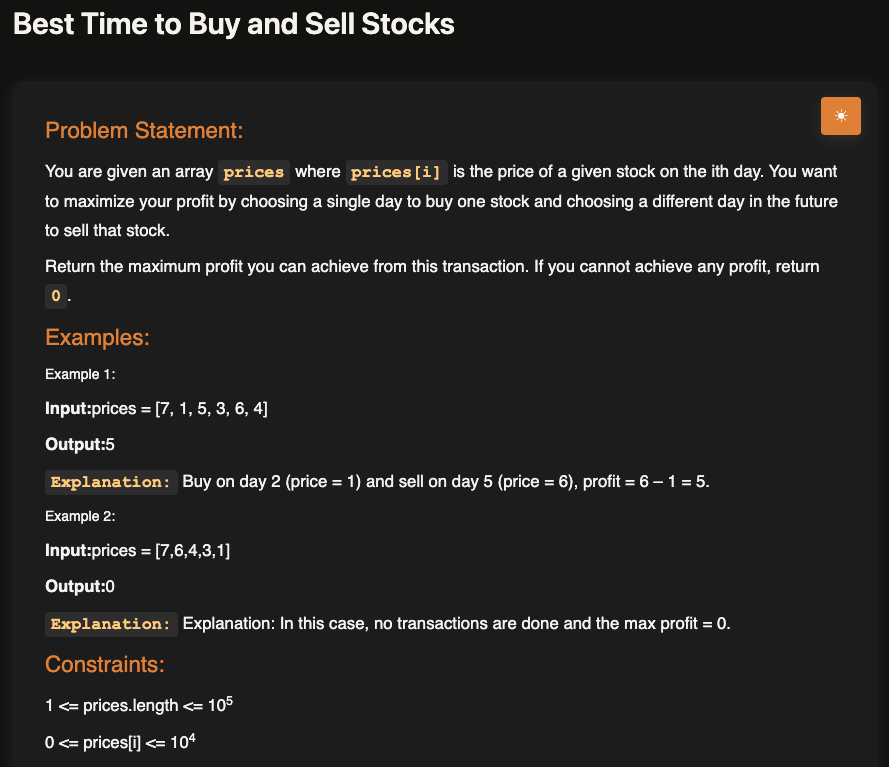 Best Time to Buy and Sell Stocks
Problem Statement:
You are given an array prices where prices[i] is the price of a given stock on the ith day. You want
to maximize your profit by choosing a single day to buy one stock and choosing a different day in the future
to sell that stock.
Return the maximum profit you can achieve from this transaction. If you cannot achieve any profit, return
0.
Examples:
Example 1:
Input:prices = [7, 1, 5, 3, 6, 4]
Output:5
Explanation: Buy on day 2 (price = 1) and sell on day 5 (price = 6), profit = 6 – 1 = 5.
Example 2:
Input:prices = [7,6,4,3,1]
Output:0
Explanation: Explanation: In this case, no transactions are done and the max profit = 0.
Constraints:
1 <= prices.length <= 10⁵
0 <= prices[i] <= 10⁴